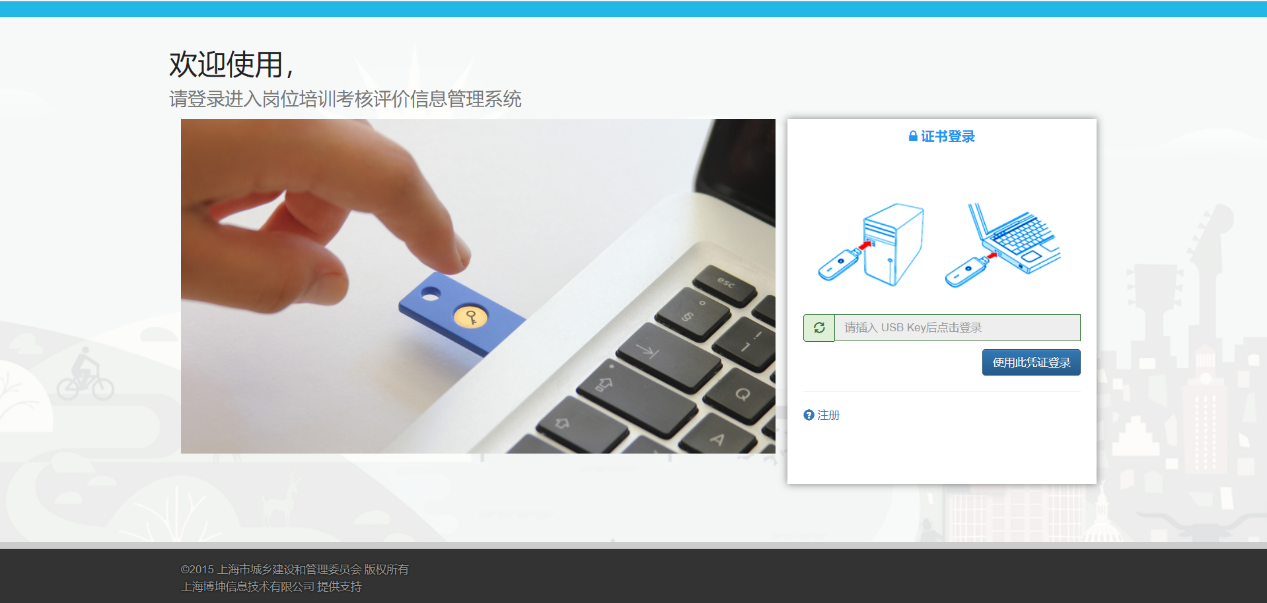 欢迎使用,
请登录进入岗位培训考核评价信息管理系统
证书登录
esc
§
!
1
Q
A
请插入 USB Key后点击登录
使用此凭证登录
注册
©2015 上海市城乡建设和管理委员会 版权所有
上海博坤信息技术有限公司 提供支持